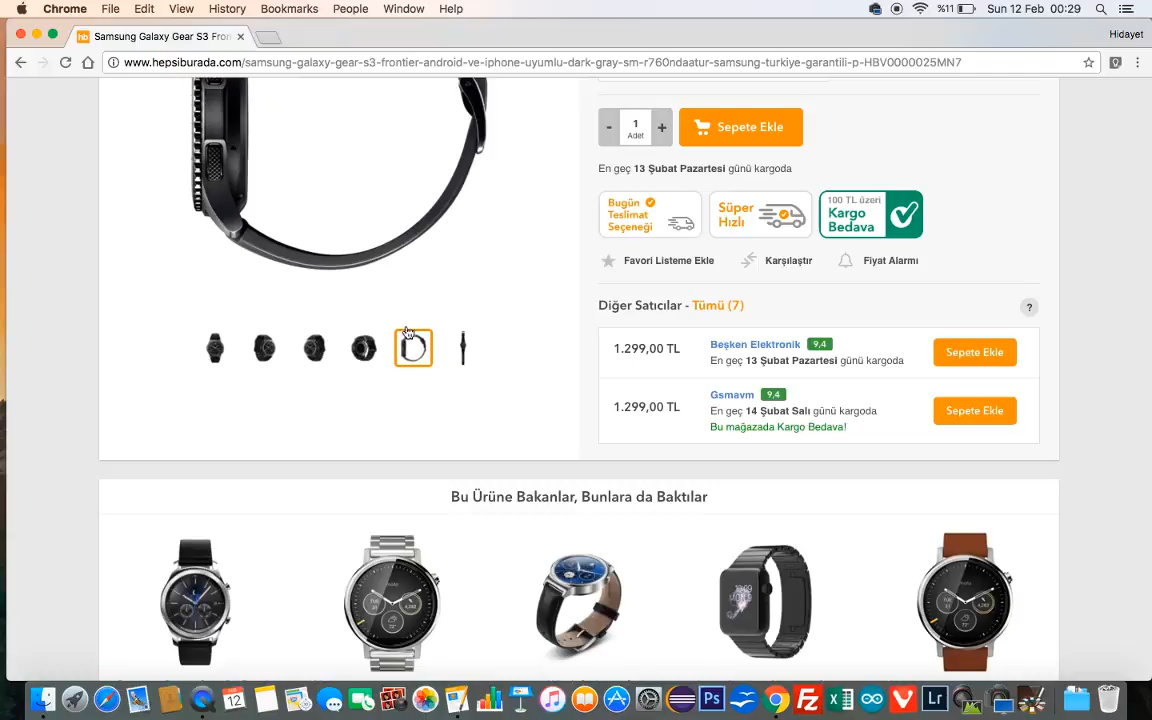 Chrome File Edit View History Bookmarks People Window Help %11 Sun 12 Feb 00:29
hb Samsung Galaxy Gear S3 Fron
Hidayet
www.hepsiburada.com/samsung-galaxy-gear-s3-frontier-android-ve-iphone-uyumlu-dark-gray-sm-r760ndaatur-samsung-turkiye-garantili-p-HBV0000025MN7
- 1 + Sepete Ekle
Adet
En geç 13 Şubat Pazartesi günü kargoda
Bugün
Teslimat
Seçeneği
Süper
Hızlı
100 TL üzeri
Kargo
Bedava
Favori Listeme Ekle Karşılaştır Fiyat Alarmı
Diğer Satıcılar - Tümü (7) ?
1.299,00 TL Beşken Elektronik 9,4 Sepete Ekle
En geç 13 Şubat Pazartesi günü kargoda
1.299,00 TL Gsmavm 9,4 Sepete Ekle
En geç 14 Şubat Salı günü kargoda
Bu mağazada Kargo Bedava!
Bu Ürüne Bakanlar, Bunlara da Baktılar
12 Ps Fz X Lr